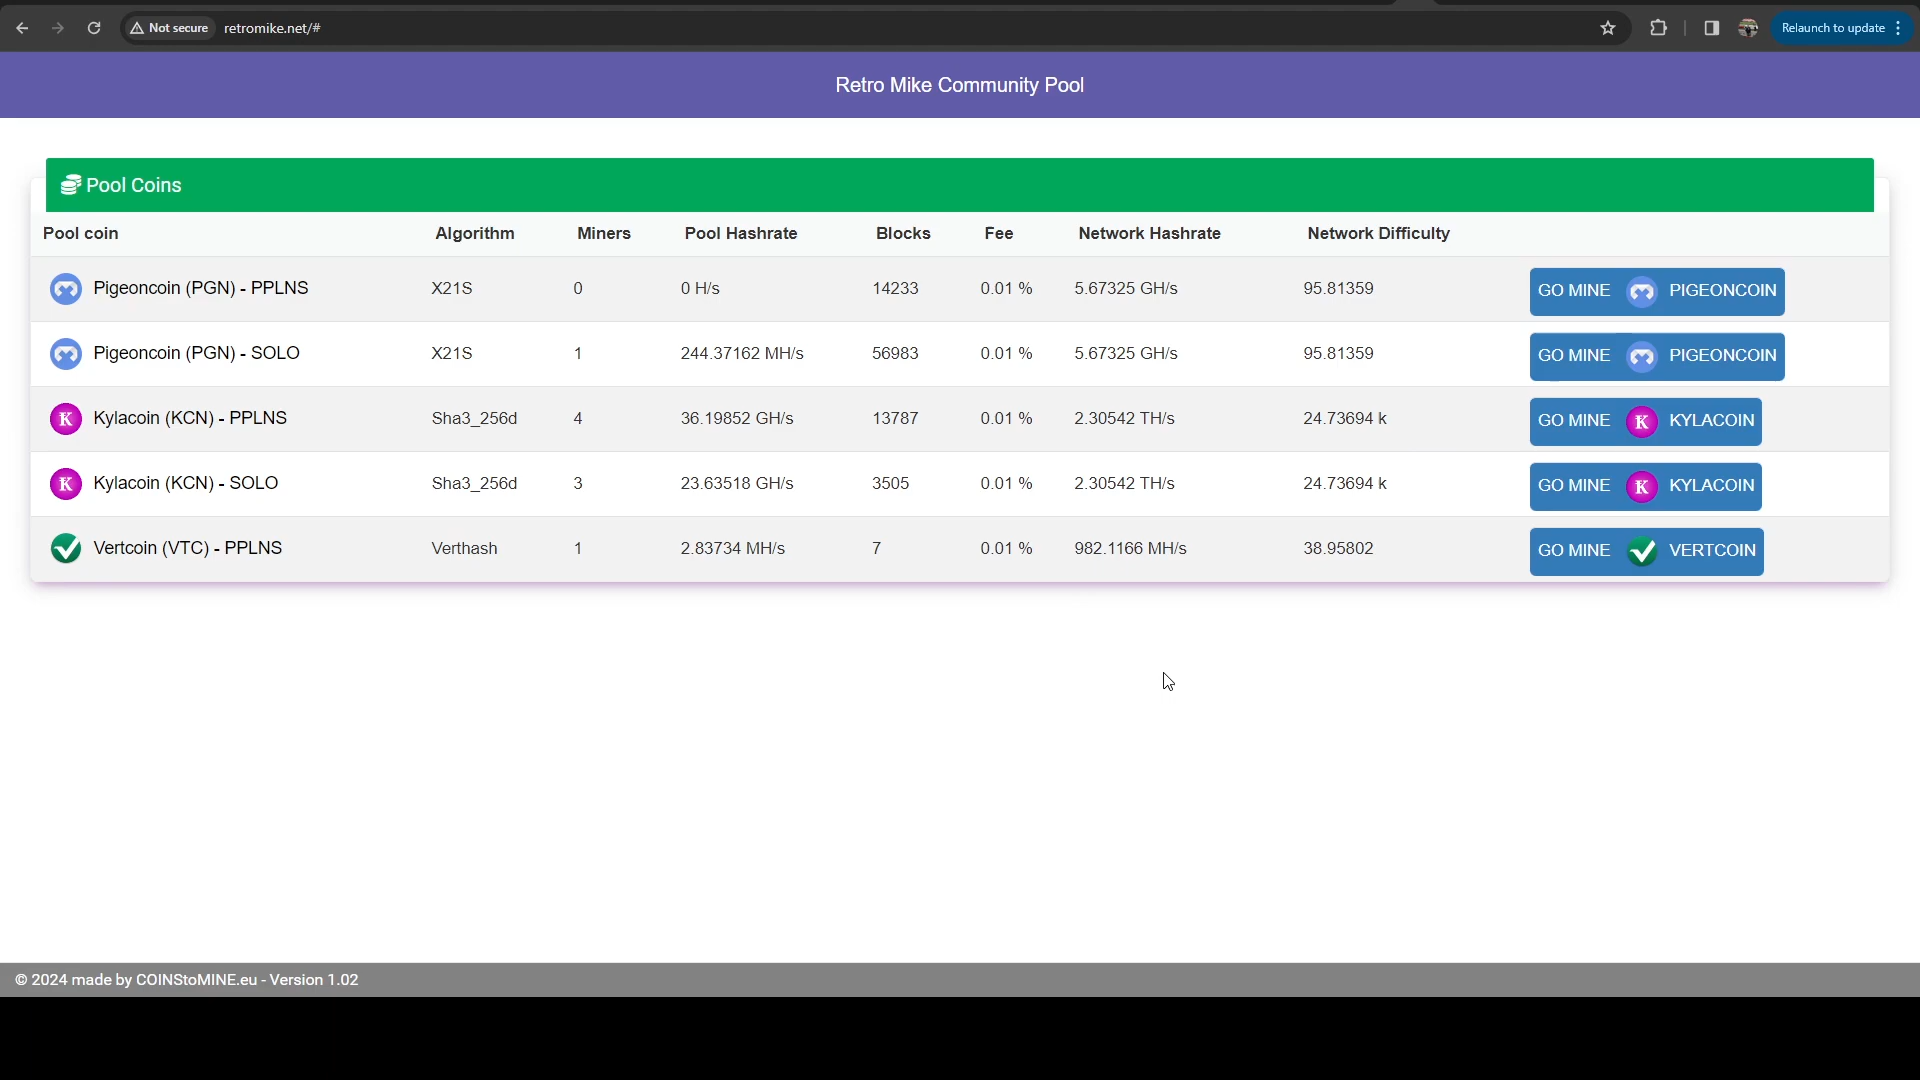 Not secure retromike.net/# Relaunch to update
Retro Mike Community Pool
Pool Coins
Pool coin Algorithm Miners Pool Hashrate Blocks Fee Network Hashrate Network Difficulty
Pigeoncoin (PGN) - PPLNS X21S 0 0 H/s 14233 0.01 % 5.67325 GH/s 95.81359 GO MINE PIGEONCOIN
Pigeoncoin (PGN) - SOLO X21S 1 244.37162 MH/s 56983 0.01 % 5.67325 GH/s 95.81359 GO MINE PIGEONCOIN
Kylacoin (KCN) - PPLNS Sha3_256d 4 36.19852 GH/s 13787 0.01 % 2.30542 TH/s 24.73694 k GO MINE KYLACOIN
Kylacoin (KCN) - SOLO Sha3_256d 3 23.63518 GH/s 3505 0.01 % 2.30542 TH/s 24.73694 k GO MINE KYLACOIN
Vertcoin (VTC) - PPLNS Verthash 1 2.83734 MH/s 7 0.01 % 982.1166 MH/s 38.95802 GO MINE VERTCOIN
© 2024 made by COINStoMINE.eu - Version 1.02